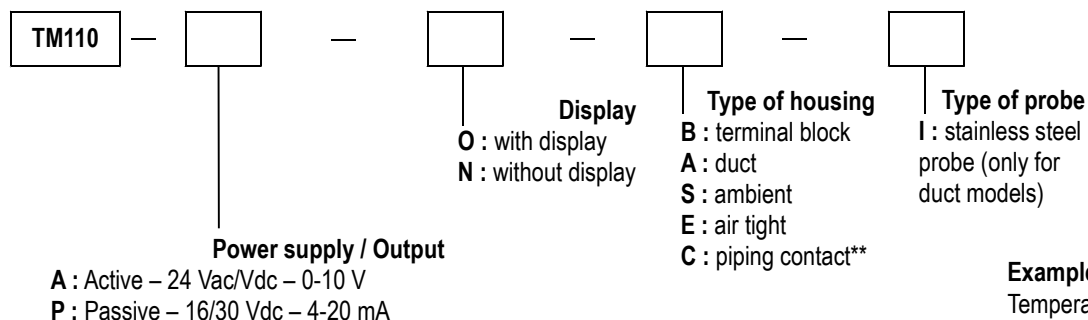 TM110 — — — —
Display
O : with display
N : without display
Type of housing
B : terminal block
A : duct
S : ambient
E : air tight
C : piping contact**
Type of probe
I : stainless steel
probe (only for
duct models)
Power supply / Output
A : Active – 24 Vac/Vdc – 0-10 V
P : Passive – 16/30 Vdc – 4-20 mA